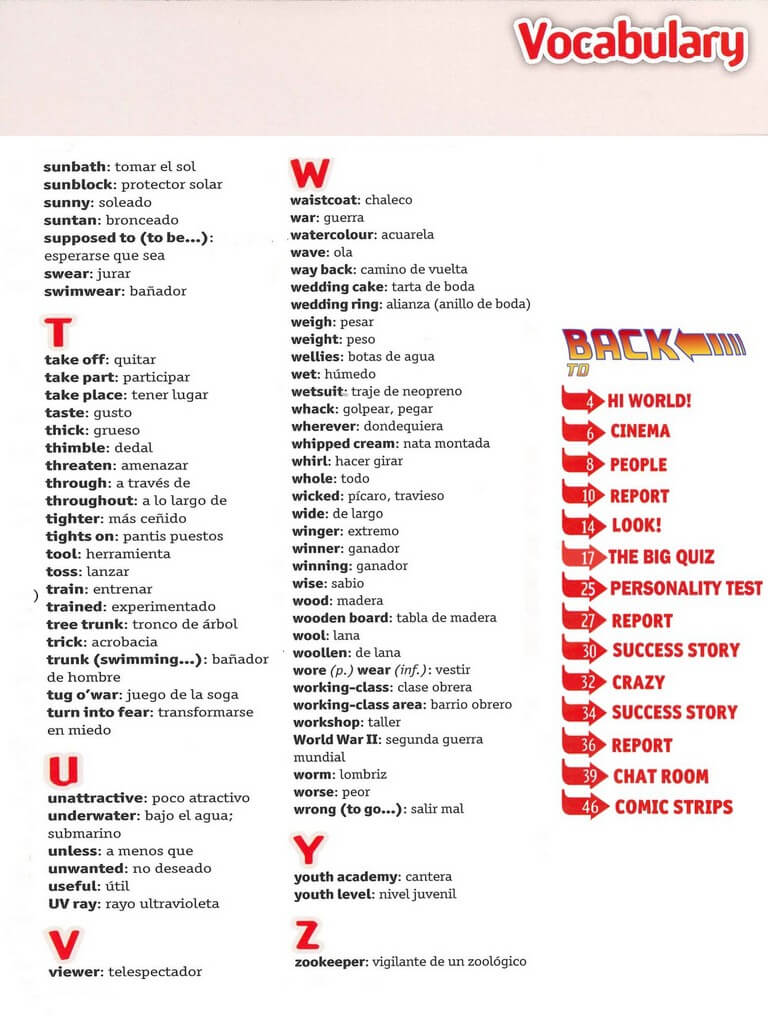 Vocabulary
sunbath: tomar el sol
sunblock: protector solar
sunny: soleado
suntan: bronceado
supposed to (to be...):
esperarse que sea
swear: jurar
swimwear: bañador
T
take off: quitar
take part: participar
take place: tener lugar
taste: gusto
thick: grueso
thimble: dedal
threaten: amenazar
through: a través de
throughout: a lo largo de
tighter: más ceñido
tights on: pantis puestos
tool: herramienta
toss: lanzar
train: entrenar
trained: experimentado
tree trunk: tronco de árbol
trick: acrobacia
trunk (swimming...): bañador
de hombre
tug o'war: juego de la soga
turn into fear: transformarse
en miedo
U
unattractive: poco atractivo
underwater: bajo el agua;
submarino
unless: a menos que
unwanted: no deseado
useful: útil
UV ray: rayo ultravioleta
V
viewer: telespectador
W
waistcoat: chaleco
war: guerra
watercolour: acuarela
wave: ola
way back: camino de vuelta
wedding cake: tarta de boda
wedding ring: alianza (anillo de boda)
weigh: pesar
weight: peso
wellies: botas de agua
wet: húmedo
wetsuit: traje de neopreno
whack: golpear, pegar
wherever: dondequiera
whipped cream: nata montada
whirl: hacer girar
whole: todo
wicked: pícaro, travieso
wide: de largo
winger: extremo
winner: ganador
winning: ganador
wise: sabio
wood: madera
wooden board: tabla de madera
wool: lana
woollen: de lana
wore (p.) wear (inf.): vestir
working-class: clase obrera
working-class area: barrio obrero
workshop: taller
World War II: segunda guerra
mundial
worm: lombriz
worse: peor
wrong (to go...): salir mal
Y
youth academy: cantera
youth level: nivel juvenil
Z
zookeeper: vigilante de un zoológico
BACK
TO
4 HI WORLD!
6 CINEMA
8 PEOPLE
10 REPORT
14 LOOK!
17 THE BIG QUIZ
25 PERSONALITY TEST
27 REPORT
30 SUCCESS STORY
32 CRAZY
34 SUCCESS STORY
36 REPORT
39 CHAT ROOM
46 COMIC STRIPS